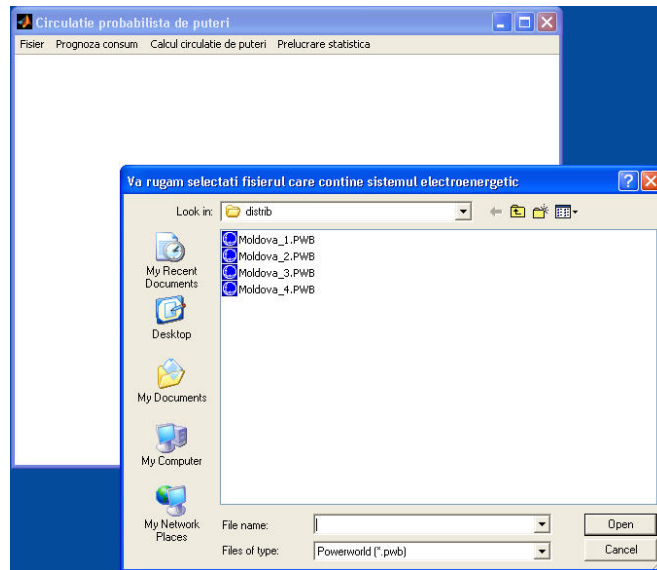 Circulatie probabilista de puteri
Fisier Prognoza consum Calcul circulatie de puteri Prelucrare statistica
Va rugam selectati fisierul care contine sistemul electroenergetic
Look in: distrib
Moldova_1.PWB
Moldova_2.PWB
Moldova_3.PWB
Moldova_4.PWB
My Recent
Documents
Desktop
My Documents
My Computer
My Network
Places
File name:
Open
Files of type: Powerworld (*.pwb)
Cancel